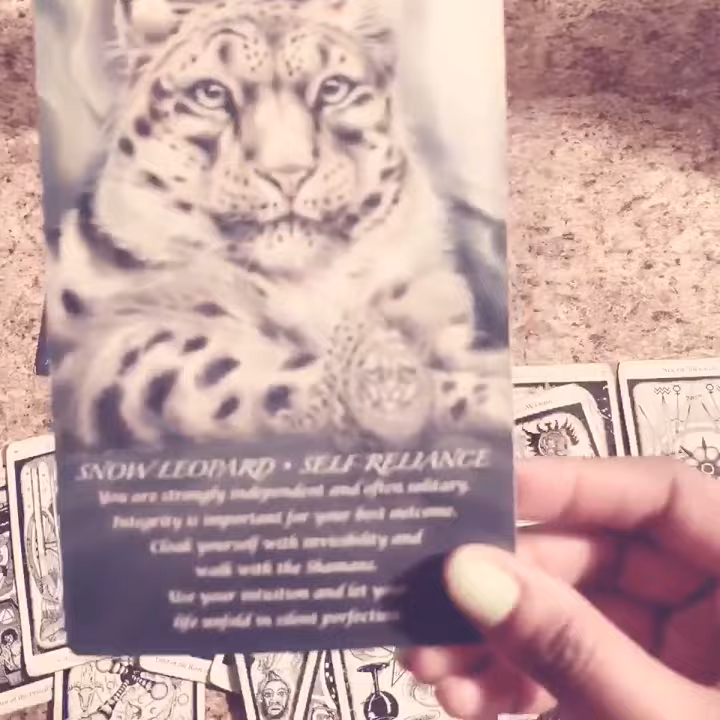 SNOW LEOPARD • SELF RELIANCE
You are strongly independent and often solitary.
Integrity is important for your best outcome.
Cloak yourself with invisibility and
walk with the Shamans.
Use your intuition and let
life unfold in silent perfection